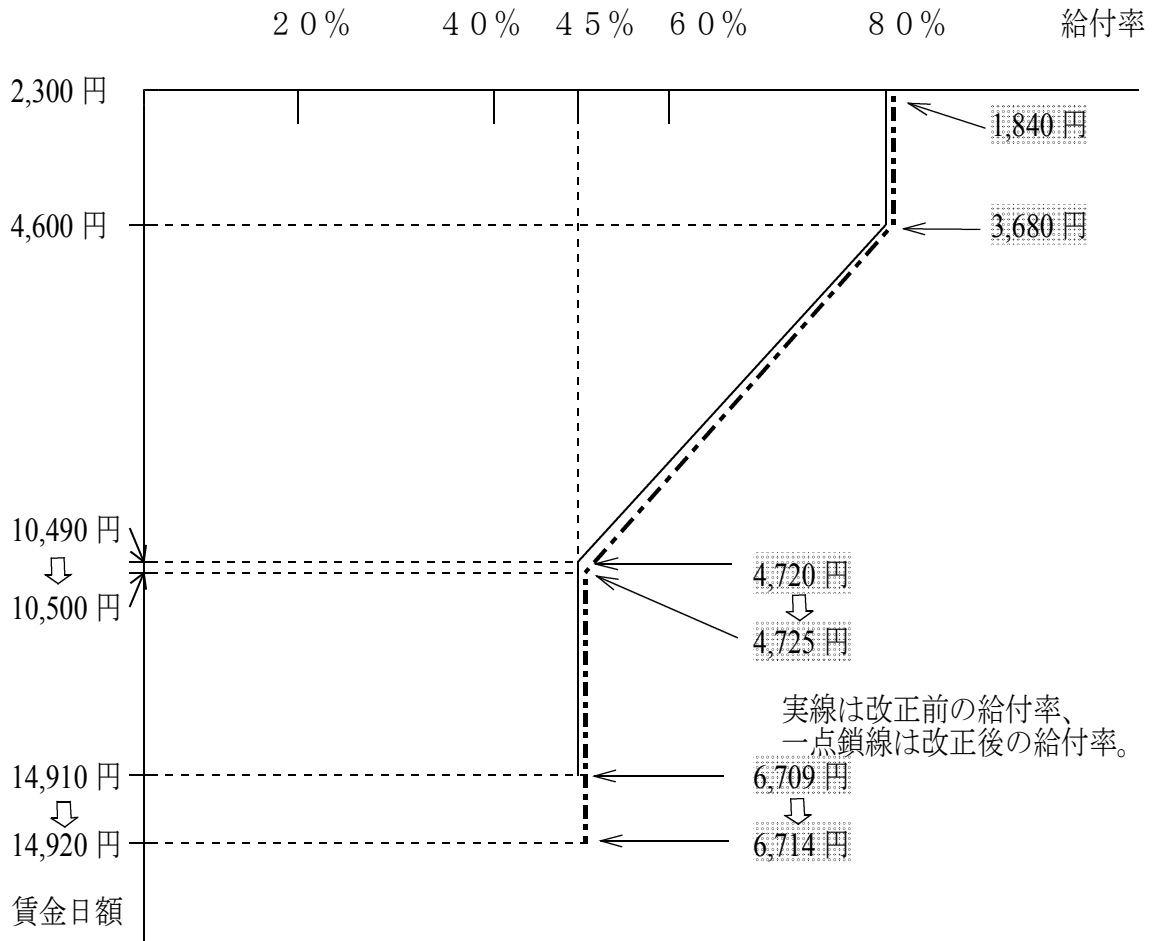 ２０％ ４０％ ４５％ ６０％ ８０％ 給付率
2,300 円
1,840 円
4,600 円
3,680 円
10,490 円
⇩
10,500 円
4,720 円
⇩
4,725 円
実線は改正前の給付率、
一点鎖線は改正後の給付率。
14,910 円
⇩
14,920 円
6,709 円
⇩
6,714 円
賃金日額